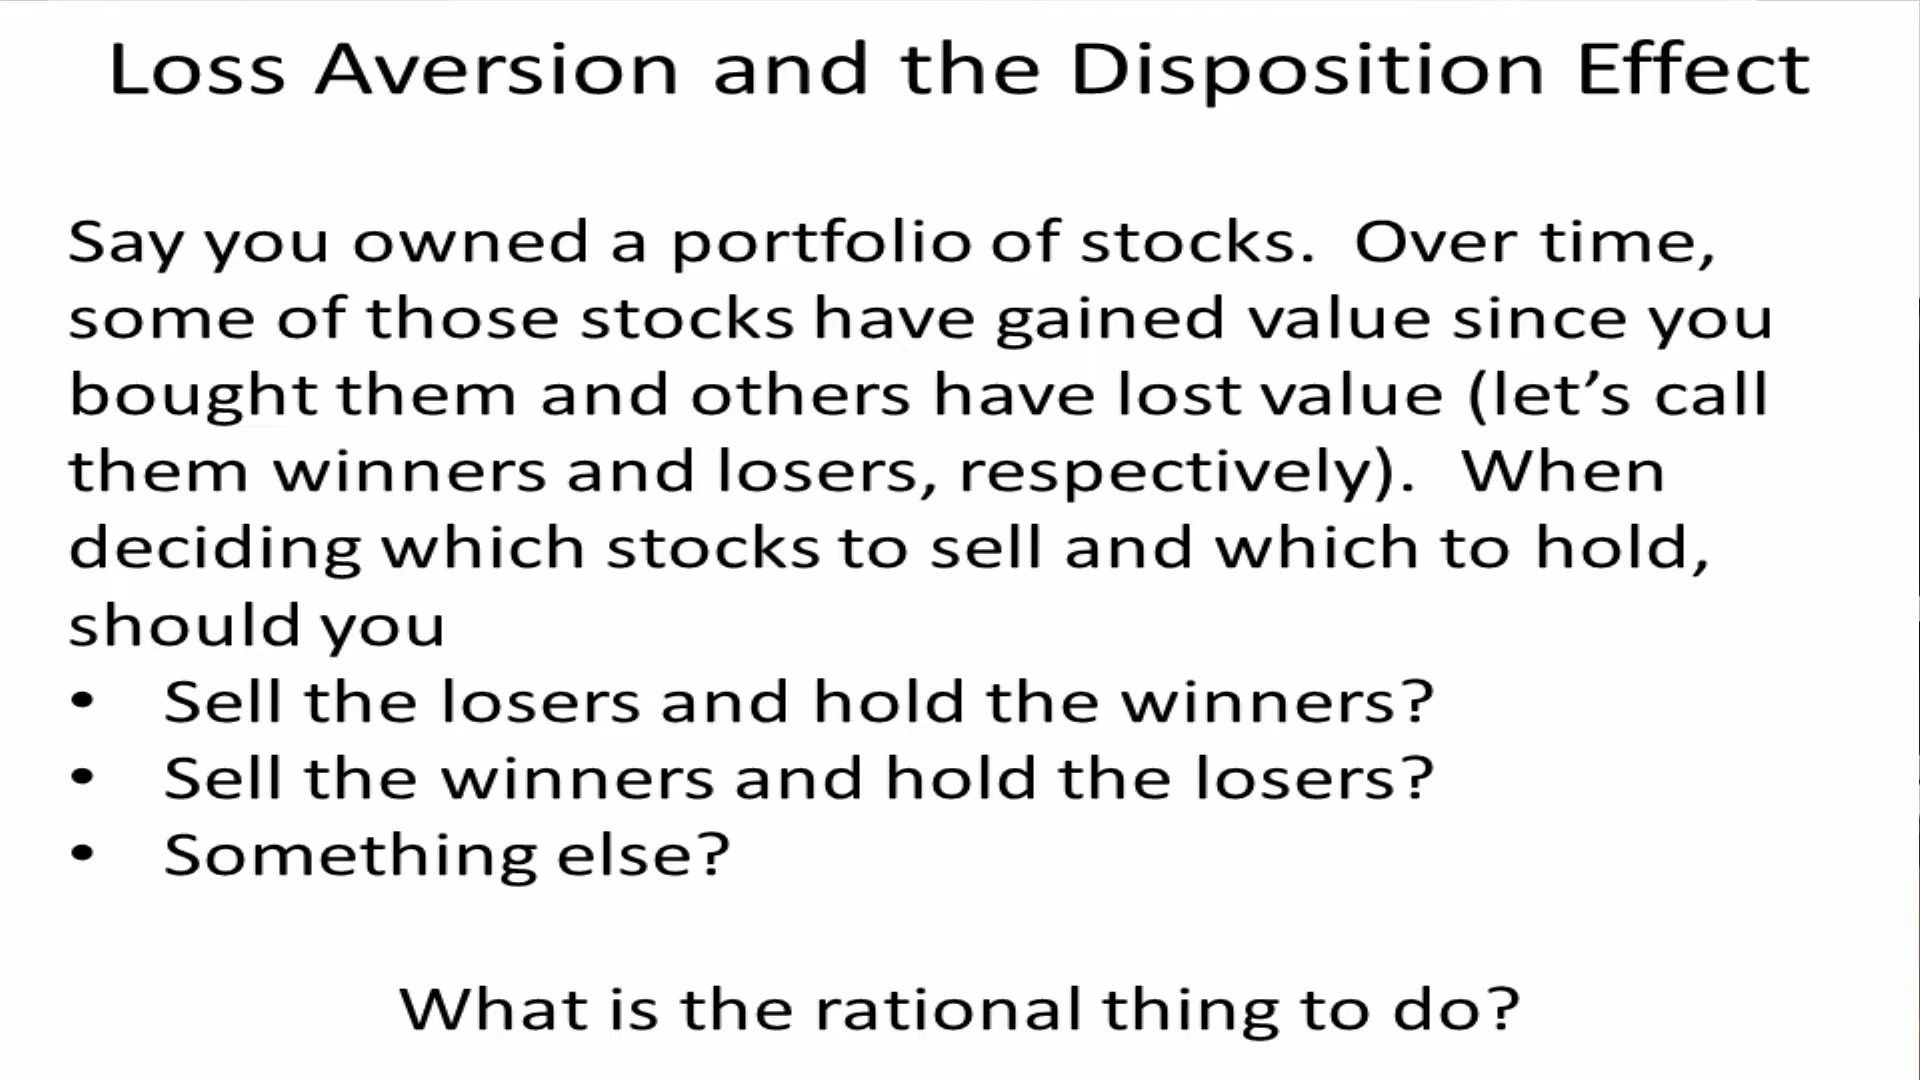 Loss Aversion and the Disposition Effect
Say you owned a portfolio of stocks.  Over time,
some of those stocks have gained value since you
bought them and others have lost value (let’s call
them winners and losers, respectively).  When
deciding which stocks to sell and which to hold,
should you
• Sell the losers and hold the winners?
• Sell the winners and hold the losers?
• Something else?
What is the rational thing to do?